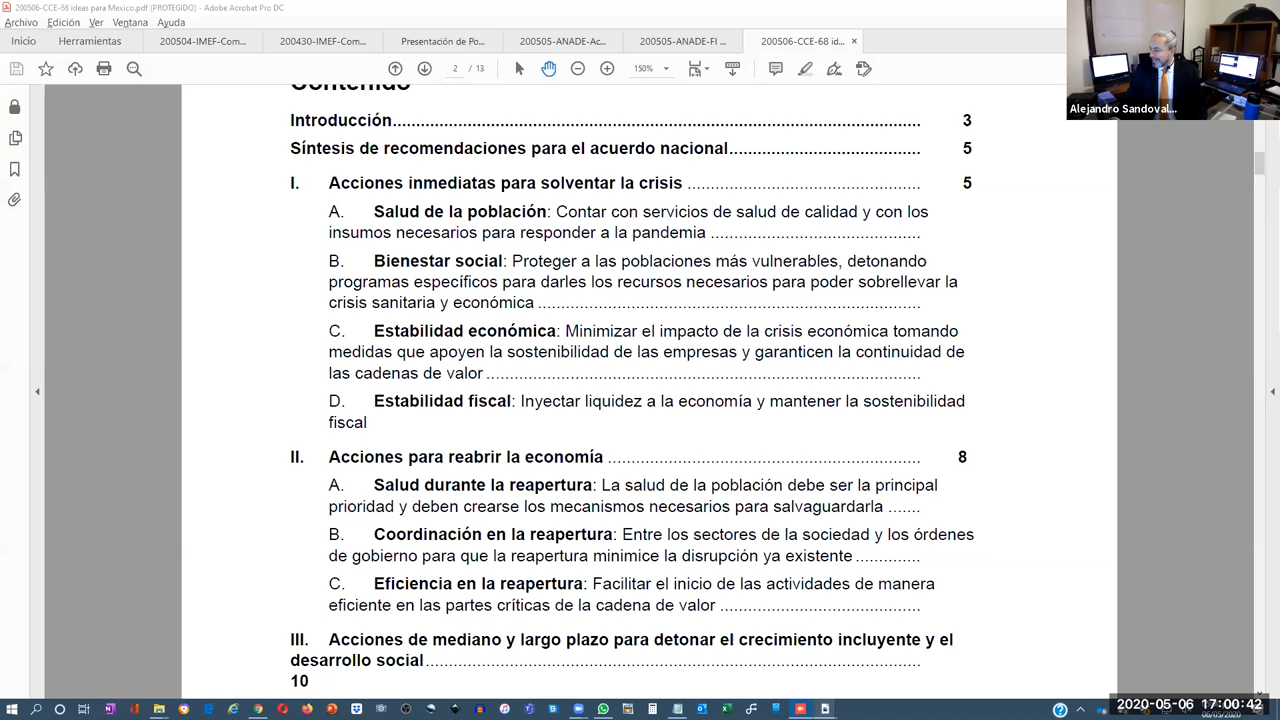 200506-CCE-68 ideas para Mexico.pdf (PROTEGIDO) - Adobe Acrobat Pro DC
Archivo Edición Ver Ventana Ayuda
Inicio Herramientas 200504-IMEF-Com... 200430-IMEF-Com... Presentación de Po... 200505-ANADE-Ac... 200505-ANADE-FI ... 200506-CCE-68 id... ×
2 / 13 150%
Alejandro Sandoval...
Contenido
Introducción........................................ 3
Síntesis de recomendaciones para el acuerdo nacional........................................ 5
I. Acciones inmediatas para solventar la crisis ........................................ 5
A. Salud de la población: Contar con servicios de salud de calidad y con los
insumos necesarios para responder a la pandemia ........................................
B. Bienestar social: Proteger a las poblaciones más vulnerables, detonando
programas específicos para darles los recursos necesarios para poder sobrellevar la
crisis sanitaria y económica ........................................
C. Estabilidad económica: Minimizar el impacto de la crisis económica tomando
medidas que apoyen la sostenibilidad de las empresas y garanticen la continuidad de
las cadenas de valor ........................................
D. Estabilidad fiscal: Inyectar liquidez a la economía y mantener la sostenibilidad
fiscal
II. Acciones para reabrir la economía ........................................ 8
A. Salud durante la reapertura: La salud de la población debe ser la principal
prioridad y deben crearse los mecanismos necesarios para salvaguardarla .......
B. Coordinación en la reapertura: Entre los sectores de la sociedad y los órdenes
de gobierno para que la reapertura minimice la disrupción ya existente ..............
C. Eficiencia en la reapertura: Facilitar el inicio de las actividades de manera
eficiente en las partes críticas de la cadena de valor ........................................
III. Acciones de mediano y largo plazo para detonar el crecimiento incluyente y el
desarrollo social........................................
10
2020-05-06 17:00:42
06/05/2020